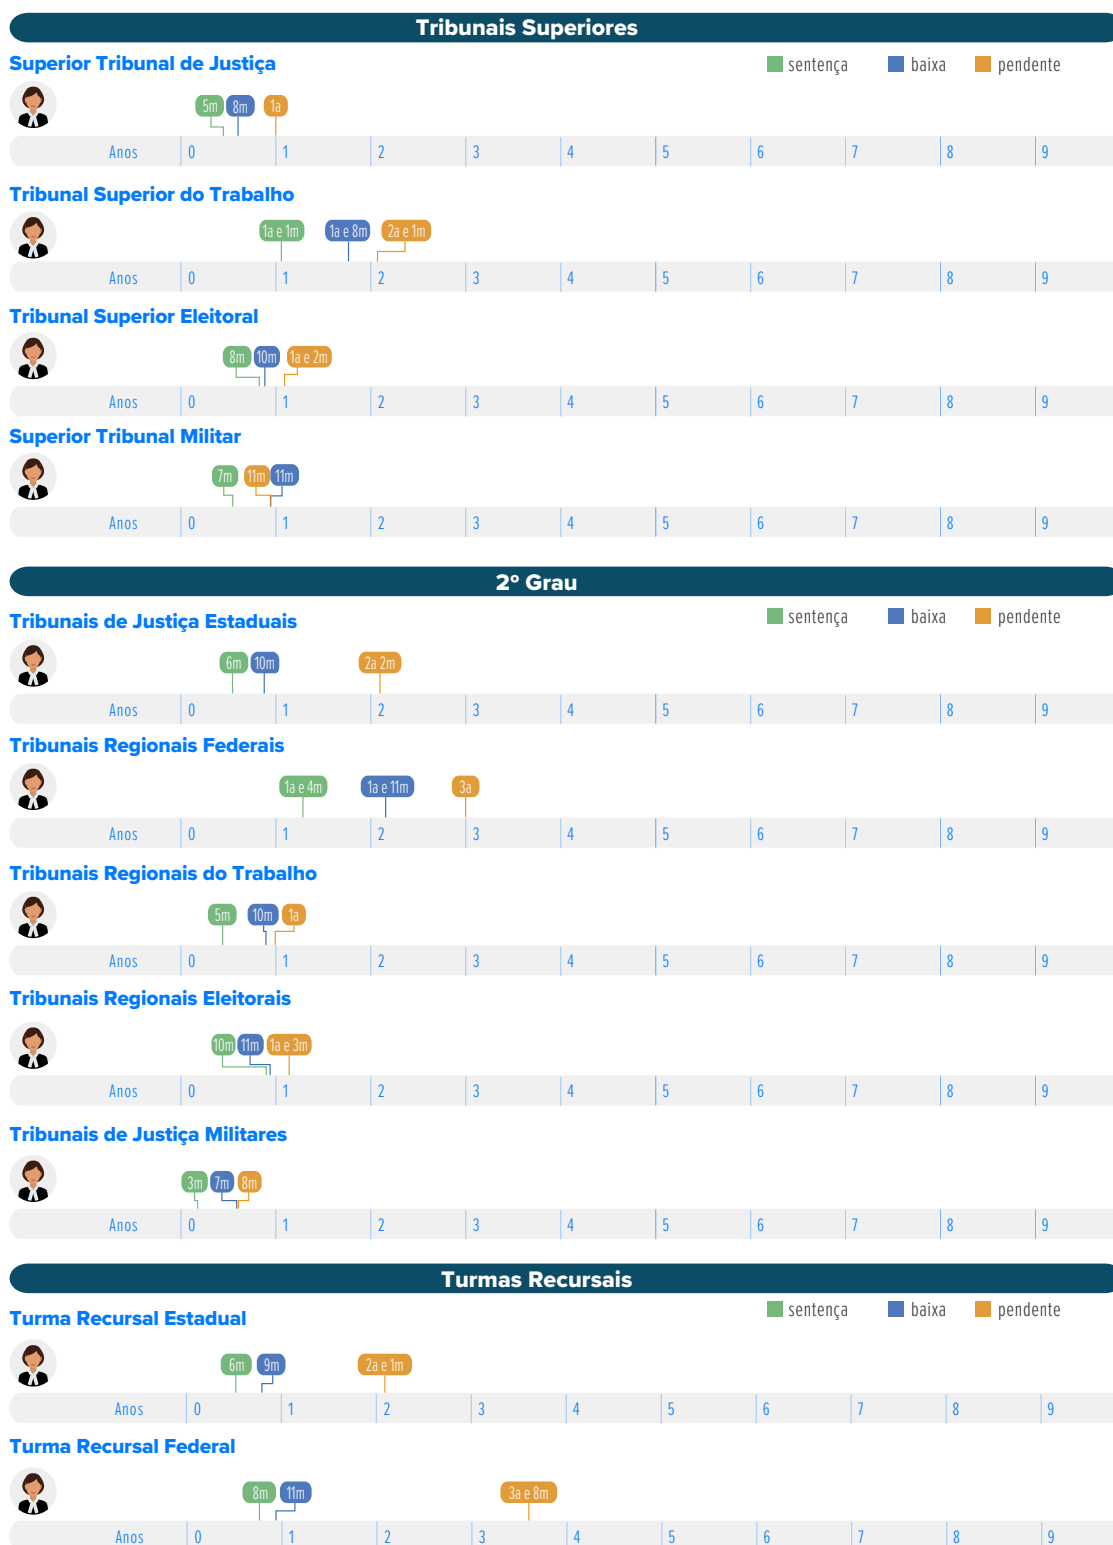 Tribunais Superiores
Superior Tribunal de Justiça
sentença baixa pendente
5m 8m 1a
Anos 0 1 2 3 4 5 6 7 8 9
Tribunal Superior do Trabalho
1a e 1m 1a e 8m 2a e 1m
Anos 0 1 2 3 4 5 6 7 8 9
Tribunal Superior Eleitoral
8m 10m 1a e 2m
Anos 0 1 2 3 4 5 6 7 8 9
Superior Tribunal Militar
7m 11m 11m
Anos 0 1 2 3 4 5 6 7 8 9
2º Grau
Tribunais de Justiça Estaduais
sentença baixa pendente
6m 10m 2a 2m
Anos 0 1 2 3 4 5 6 7 8 9
Tribunais Regionais Federais
1a e 4m 1a e 11m 3a
Anos 0 1 2 3 4 5 6 7 8 9
Tribunais Regionais do Trabalho
5m 10m 1a
Anos 0 1 2 3 4 5 6 7 8 9
Tribunais Regionais Eleitorais
10m 11m 1a e 3m
Anos 0 1 2 3 4 5 6 7 8 9
Tribunais de Justiça Militares
3m 7m 8m
Anos 0 1 2 3 4 5 6 7 8 9
Turmas Recursais
Turma Recursal Estadual
sentença baixa pendente
6m 9m 2a e 1m
Anos 0 1 2 3 4 5 6 7 8 9
Turma Recursal Federal
8m 11m 3a e 8m
Anos 0 1 2 3 4 5 6 7 8 9